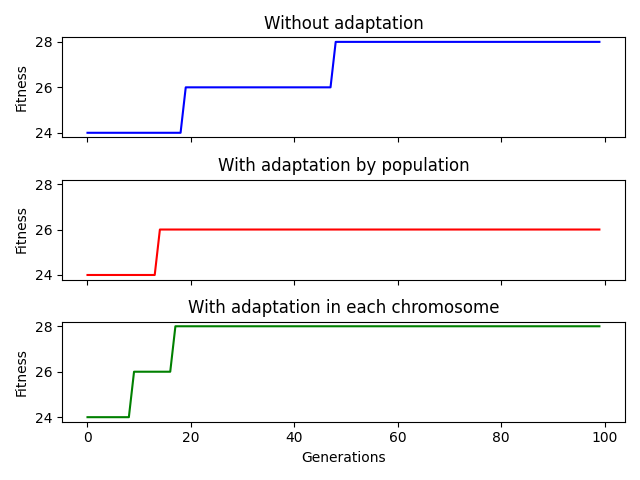 Without adaptation
28
26
24
Fitness
With adaptation by population
28
26
24
Fitness
With adaptation in each chromosome
28
26
24
Fitness
0 20 40 60 80 100
Generations